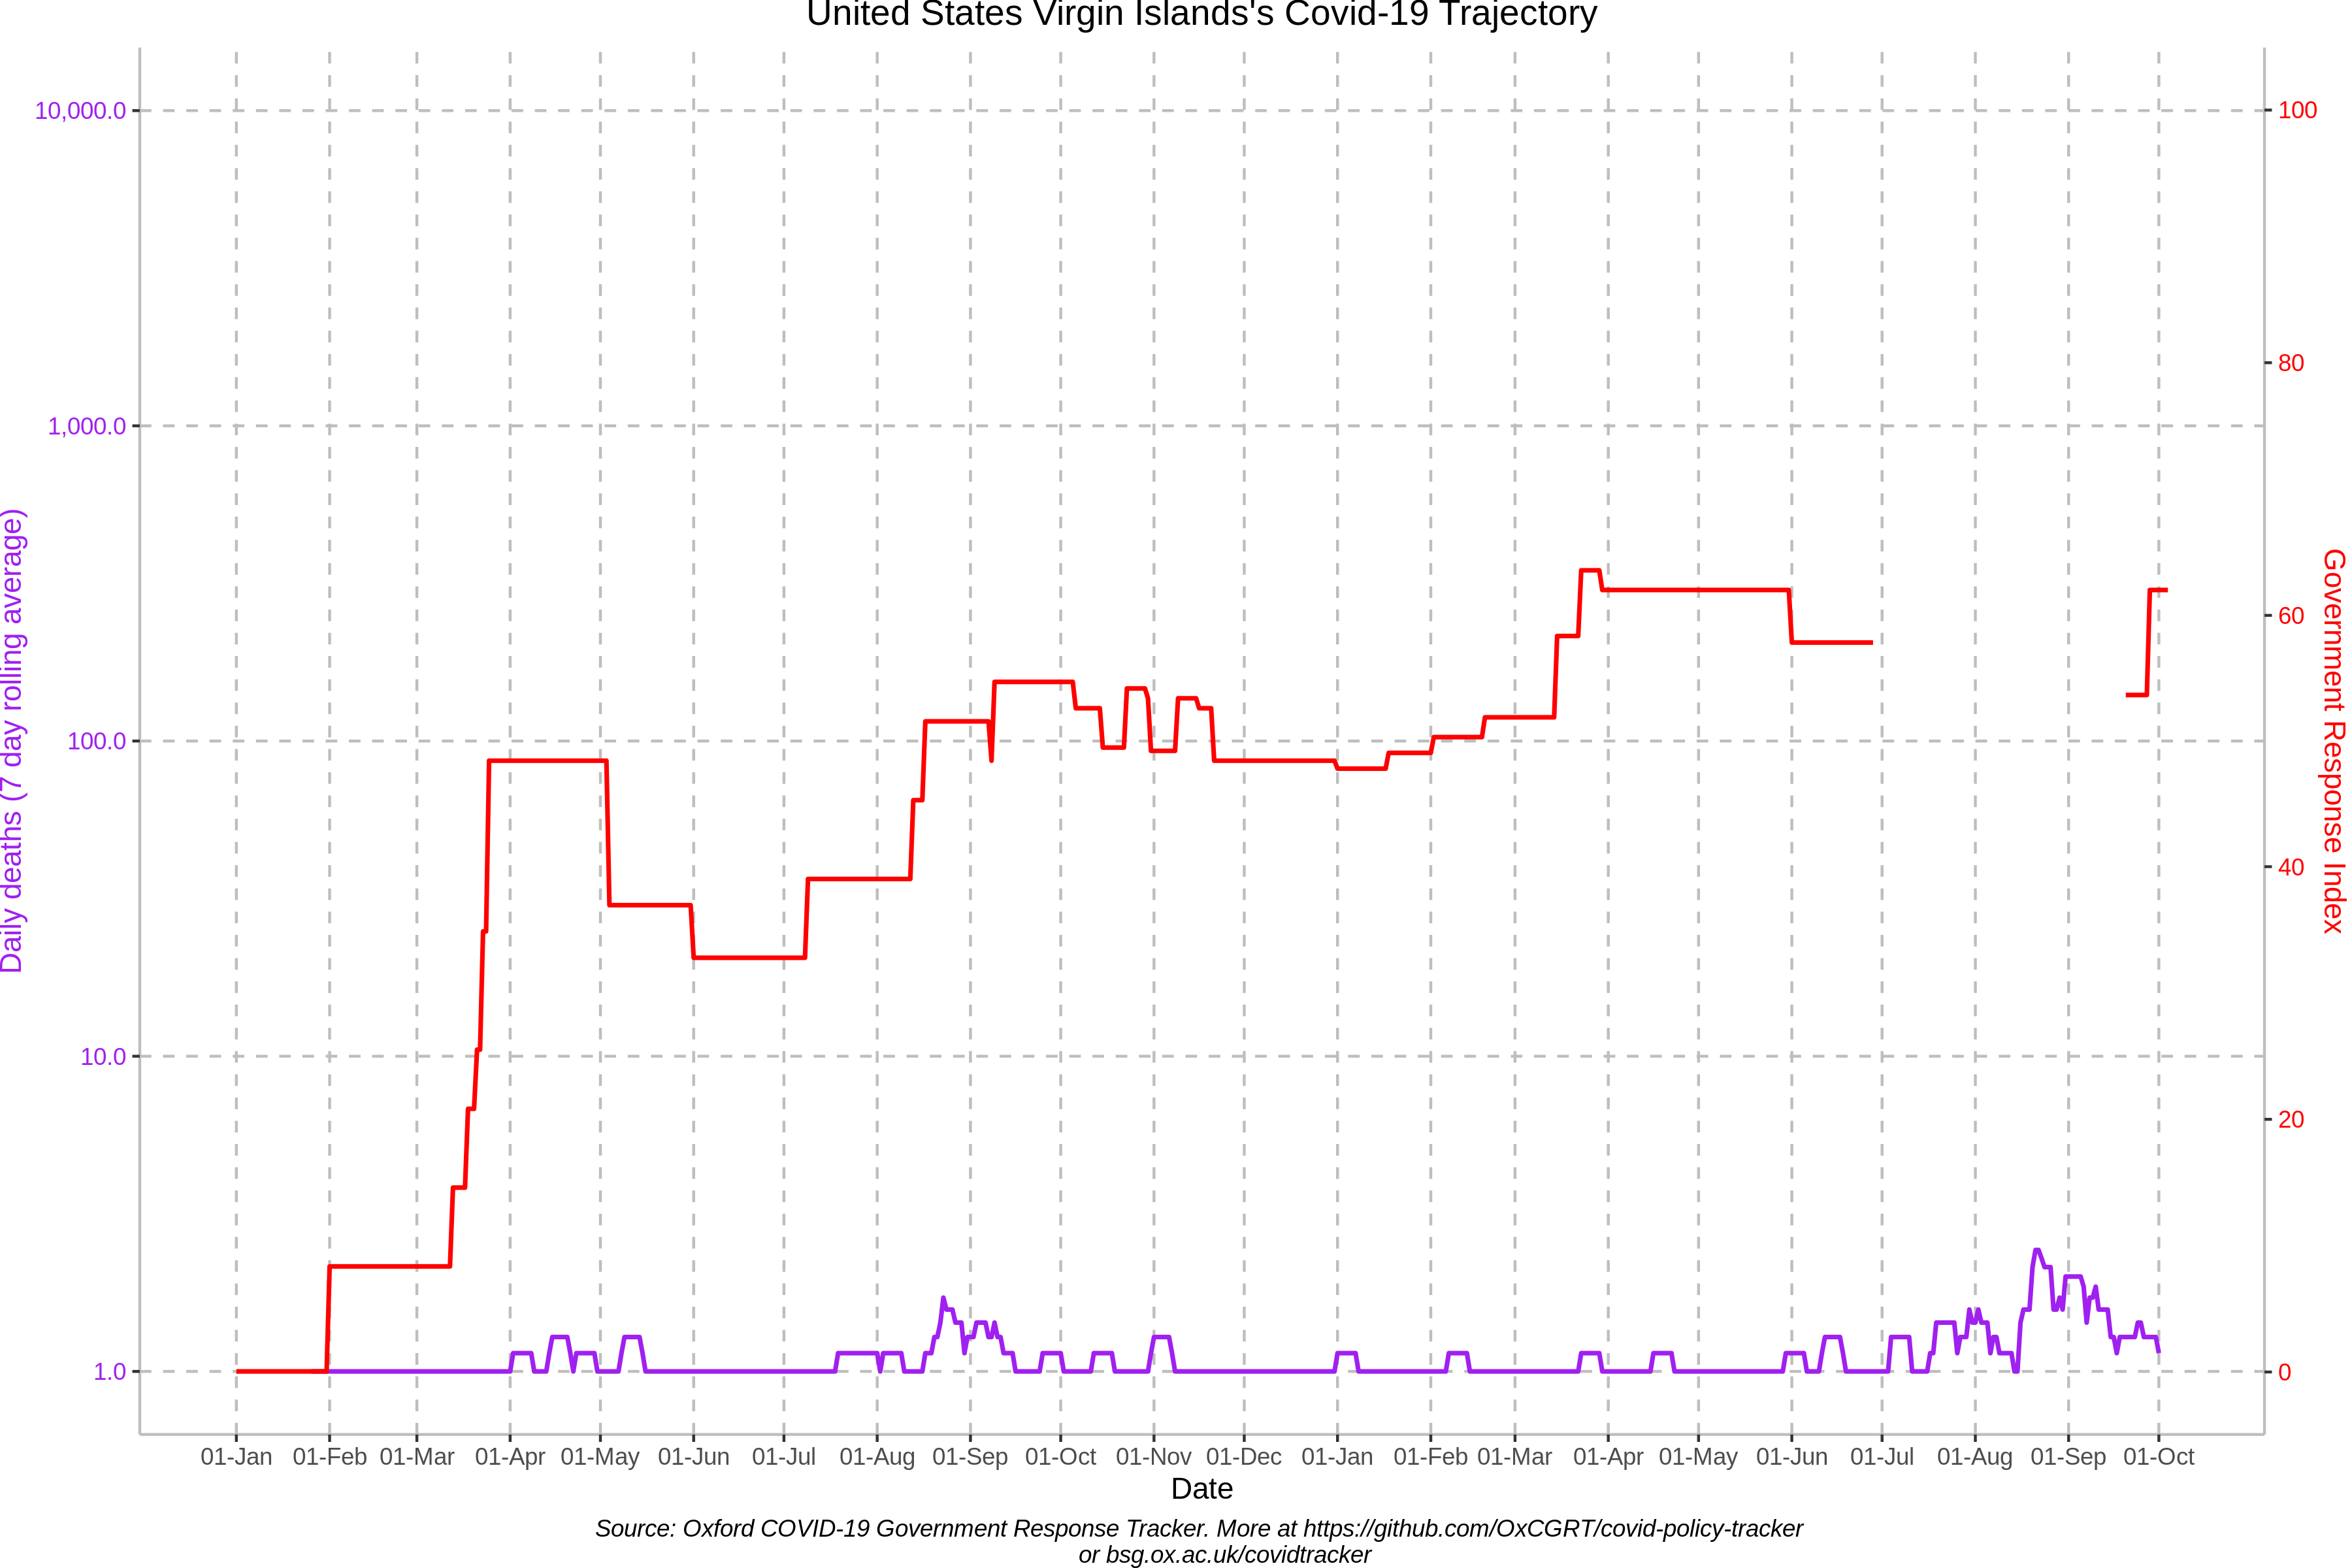 United States Virgin Islands's Covid-19 Trajectory
10,000.0
1,000.0
100.0
10.0
1.0
Daily deaths (7 day rolling average)
100
80
60
40
20
0
Government Response Index
01-Jan 01-Feb 01-Mar 01-Apr 01-May 01-Jun 01-Jul 01-Aug 01-Sep 01-Oct 01-Nov 01-Dec 01-Jan 01-Feb 01-Mar 01-Apr 01-May 01-Jun 01-Jul 01-Aug 01-Sep 01-Oct
Date
Source: Oxford COVID-19 Government Response Tracker. More at https://github.com/OxCGRT/covid-policy-tracker
or bsg.ox.ac.uk/covidtracker